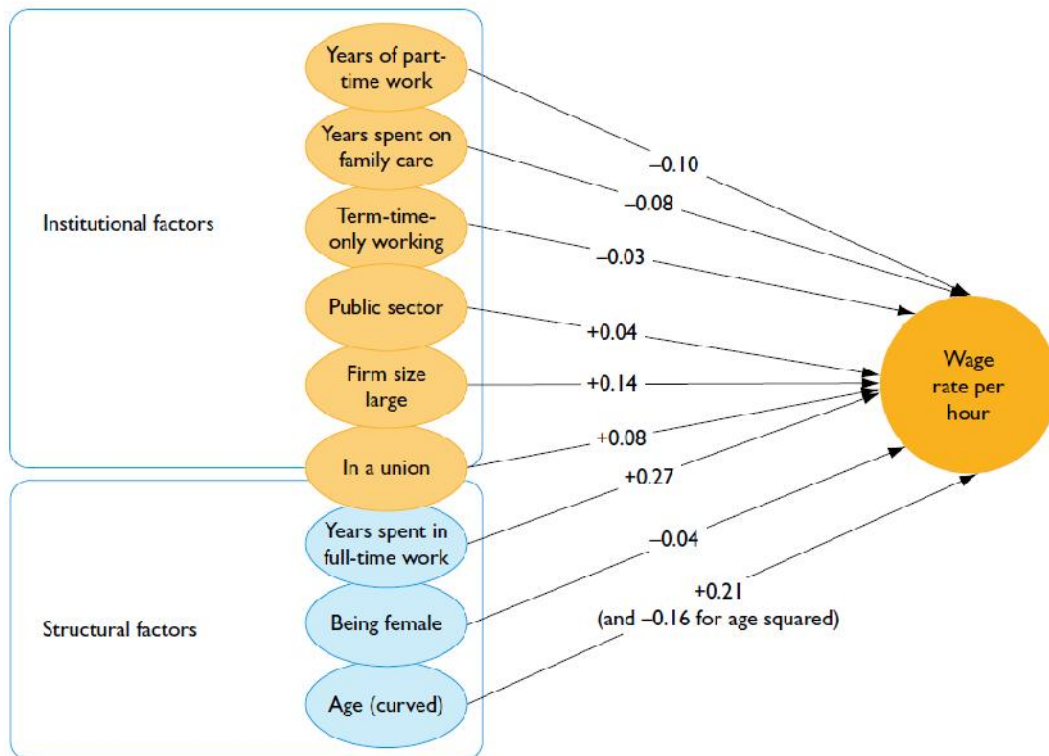 Years of part-
time work
Years spent on
family care
Institutional factors
Term-time-
only working
Public sector
Firm size
large
In a union
Structural factors
Years spent in
full-time work
Being female
Age (curved)
–0.10
–0.08
–0.03
+0.04
+0.14
+0.08
+0.27
–0.04
+0.21
(and –0.16 for age squared)
Wage
rate per
hour